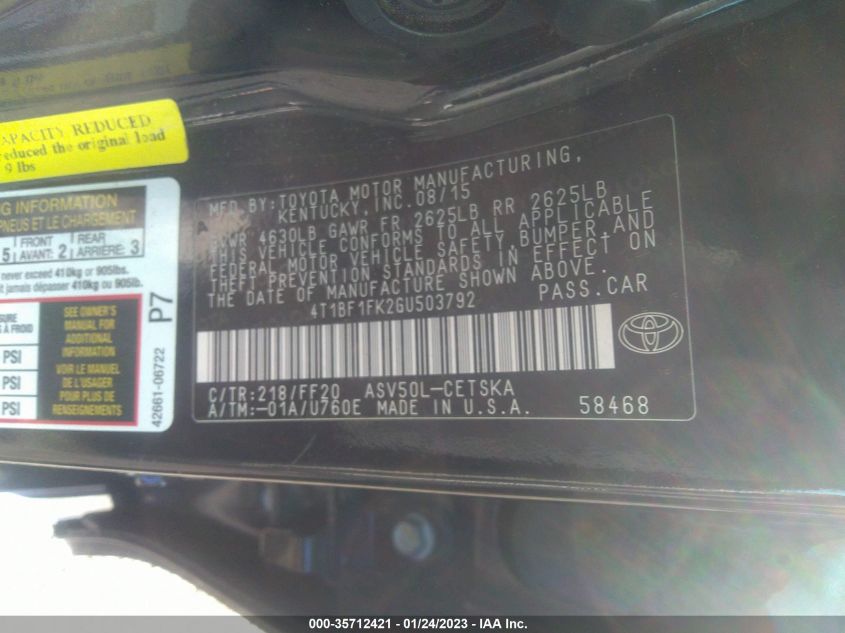 CAPACITY REDUCED
reduced the original load
9 lbs
MFD BY:TOYOTA MOTOR MANUFACTURING,
KENTUCKY, INC. 08/15
GVWR 4630LB GAWR FR 2625LB RR 2625LB
THIS VEHICLE CONFORMS TO ALL APPLICABLE
FEDERAL MOTOR VEHICLE SAFETY,BUMPER,AND
THEFT PREVENTION STANDARDS IN EFFECT ON
THE DATE OF MANUFACTURE SHOWN ABOVE.
4T1BF1FK2GU503792 PASS.CAR
C/TR:218/FF20 ASV50L-CETSKA
A/TM:-01A/U760E MADE IN U.S.A. 58468
NG INFORMATION
PNEUS ET LE CHARGEMENT
5 FRONT AVANT: 2 REAR ARRIÈRE: 3
never exceed 410kg or 905lbs.
t jamais dépasser 410kg ou 905lb.
SURE
S À FROID
PSI
PSI
SEE OWNER'S
MANUAL FOR
ADDITIONAL
INFORMATION
VOIR LE MANUEL
DE L'USAGER
POUR PLUS DE
RENSEIGNEMENTS
42661-06722 P7
000-35712421 - 01/24/2023 - IAA Inc.